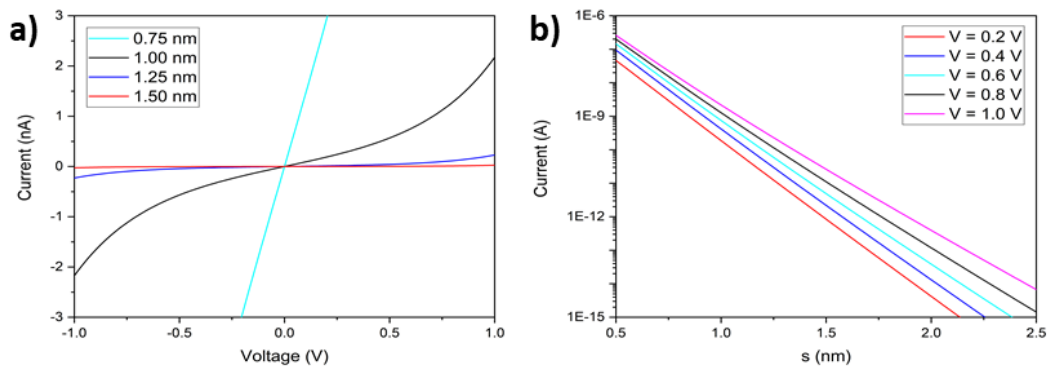 a)
3
2
1
0
-1
-2
-3
Current (nA)
0.75 nm
1.00 nm
1.25 nm
1.50 nm
-1.0 -0.5 0.0 0.5 1.0
Voltage (V)
b)
1E-6
1E-9
1E-12
1E-15
Current (A)
V = 0.2 V
V = 0.4 V
V = 0.6 V
V = 0.8 V
V = 1.0 V
0.5 1.0 1.5 2.0 2.5
s (nm)